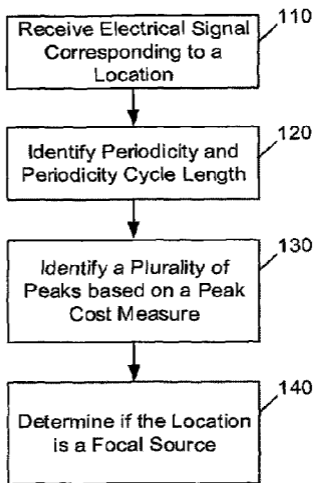 110
Receive Electrical Signal
Corresponding to a
Location
120
Identify Periodicity and
Periodicity Cycle Length
130
Identify a Plurality of
Peaks based on a Peak
Cost Measure
140
Determine if the Location
is a Focal Source